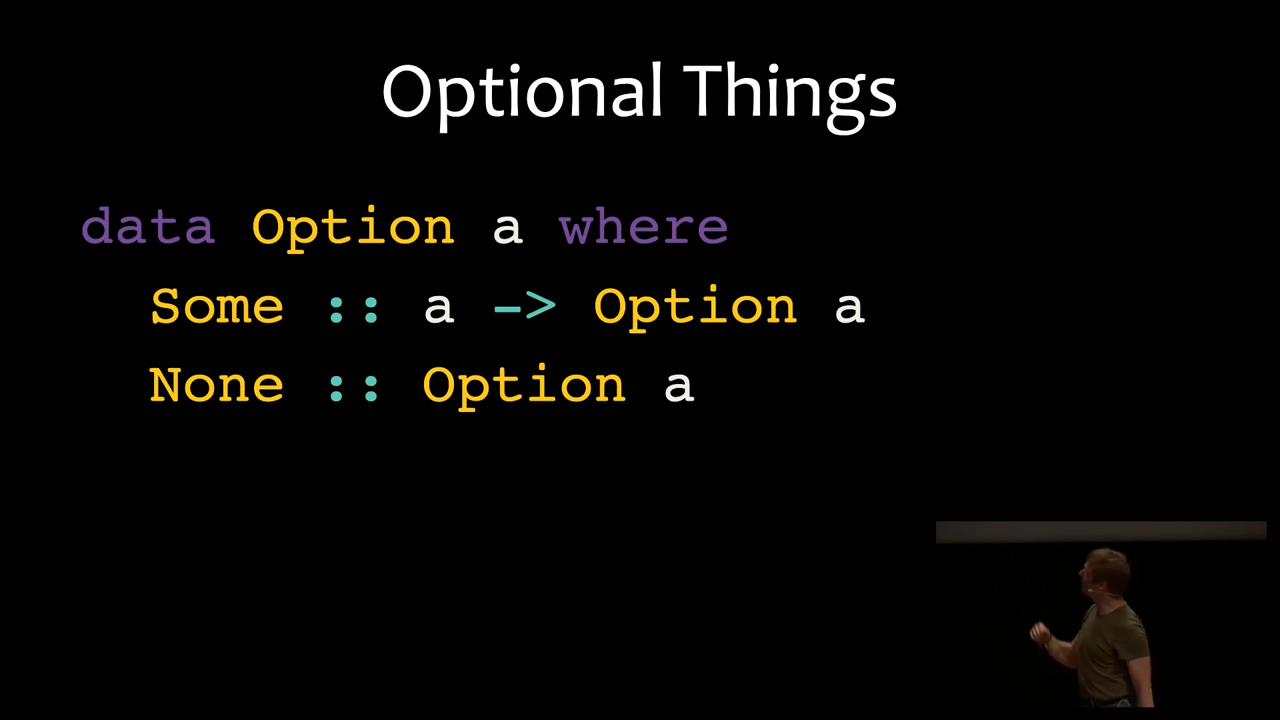 Optional Things
data Option a where
Some :: a -> Option a
None :: Option a